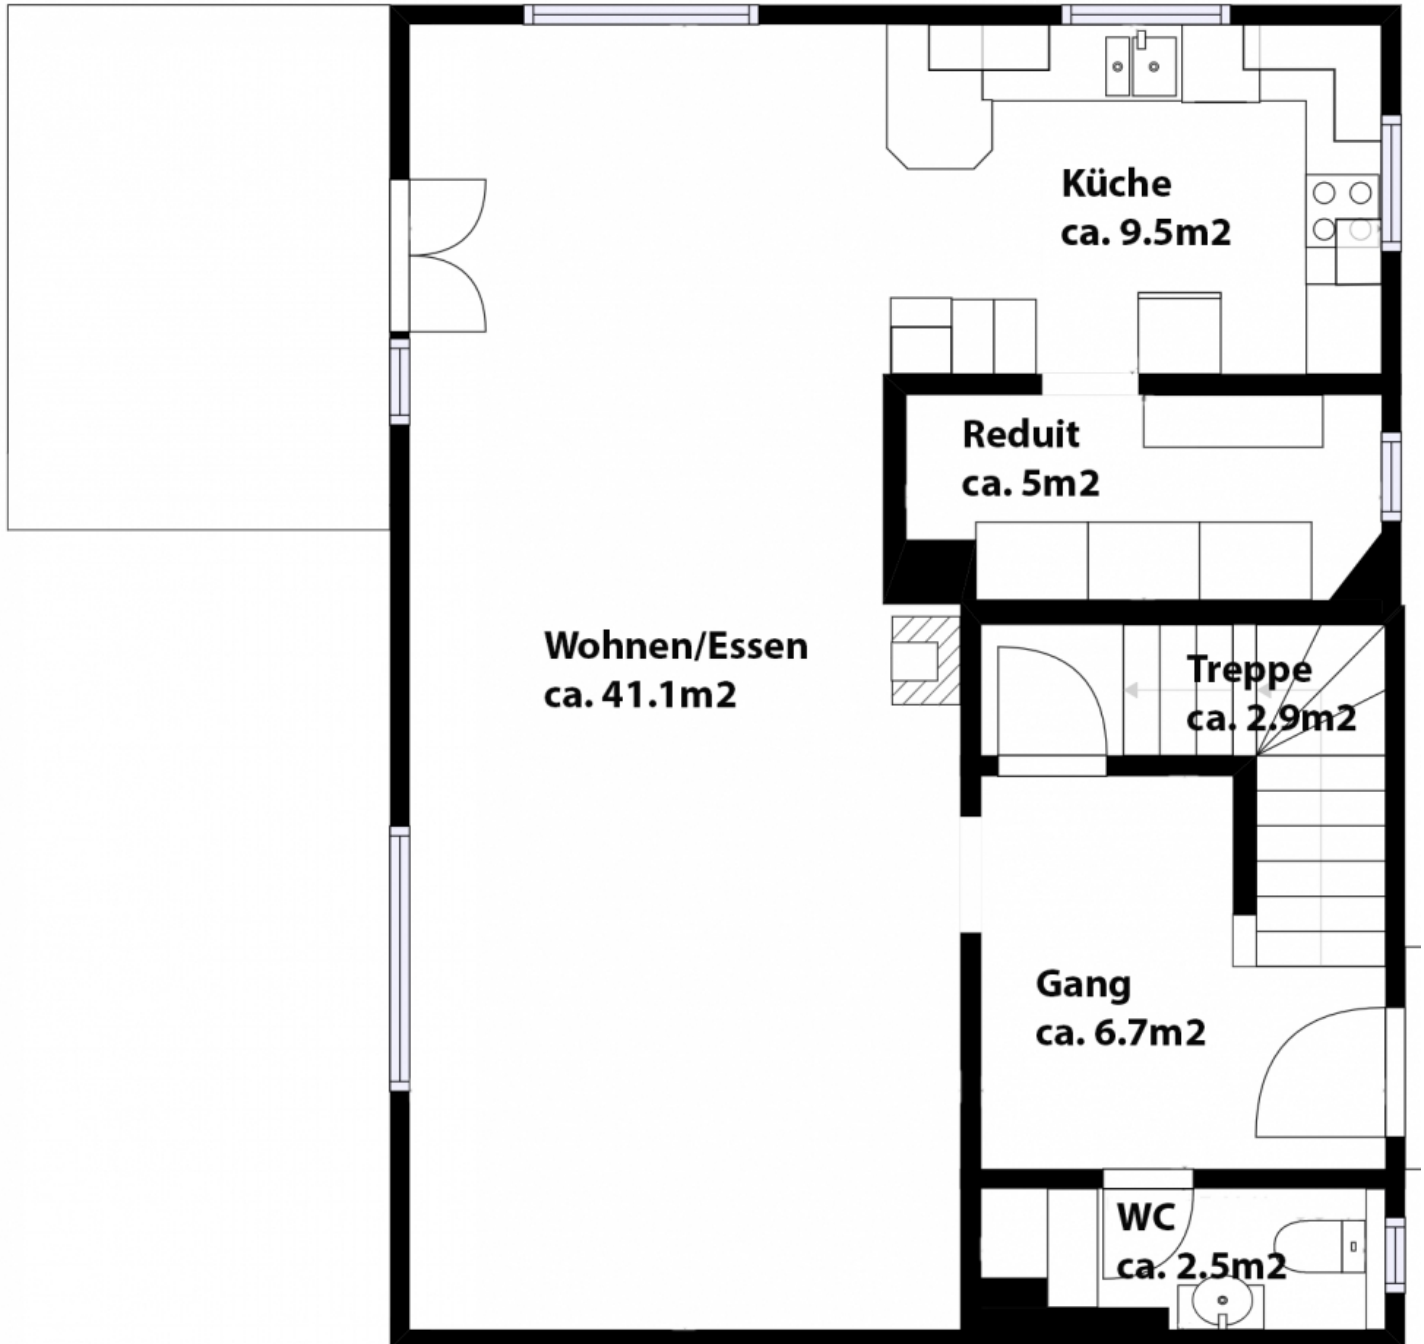 Küche
ca. 9.5m2
Reduit
ca. 5m2
Wohnen/Essen
ca. 41.1m2
Treppe
ca. 2.9m2
Gang
ca. 6.7m2
WC
ca. 2.5m2